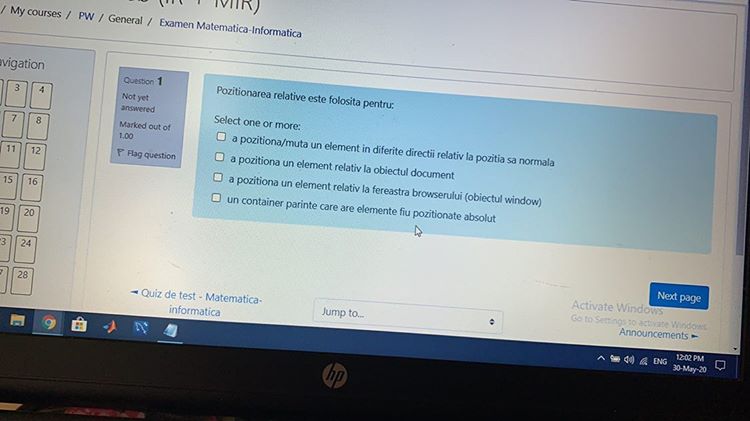 (IR + MIR)
/ My courses / PW / General / Examen Matematica-Informatica
vigation
3 4
7 8
11 12
15 16
19 20
3 24
7 28
Question 1
Not yet
answered
Marked out of
1.00
Flag question
Pozitionarea relative este folosita pentru:
Select one or more:
a pozitiona/muta un element in diferite directii relativ la pozitia sa normala
a pozitiona un element relativ la obiectul document
a pozitiona un element relativ la fereastra browserului (obiectul window)
un container parinte care are elemente fiu pozitionate absolut
Next page
◄ Quiz de test - Matematica-
informatica
Jump to...
Activate Windows
Go to Settings to activate Windows.
Announcements ►
ENG
12:02 PM
30-May-20
hp